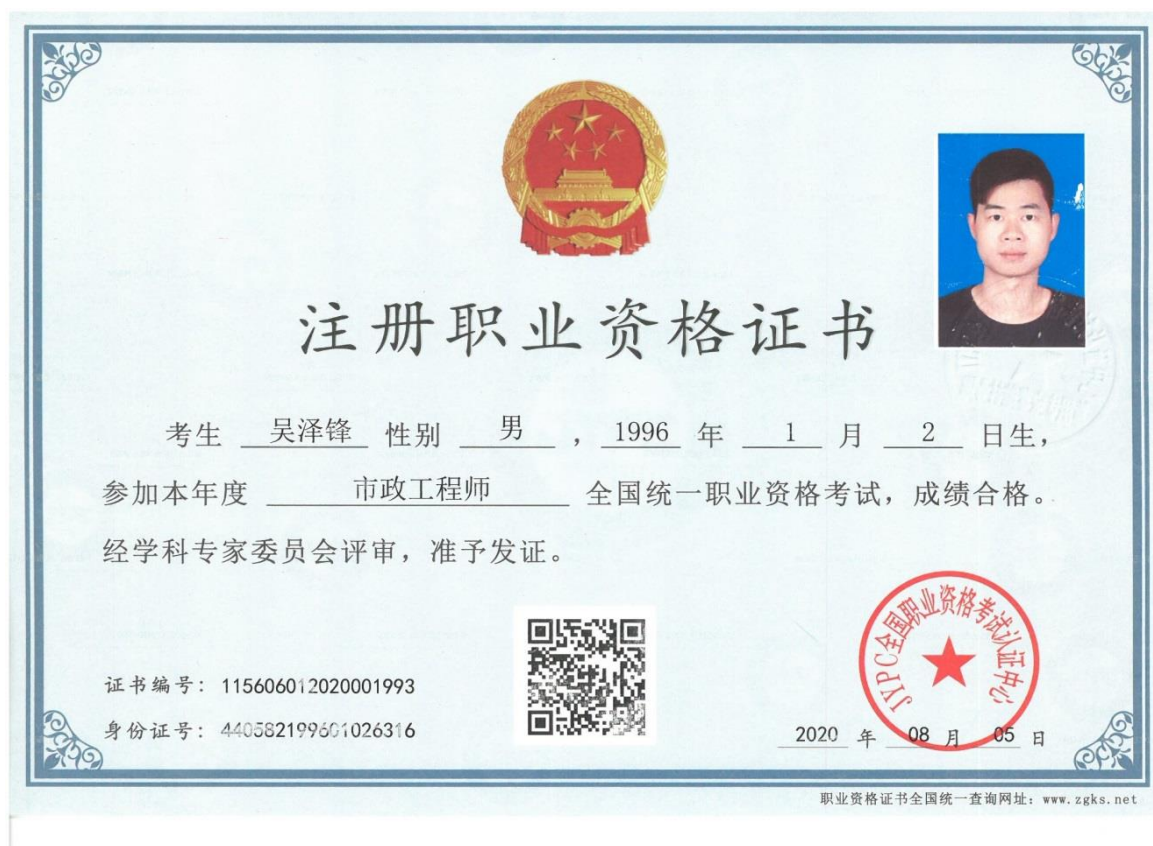 注册职业资格证书
考生 吴泽锋 性别 男 ，1996 年 1 月 2 日生，
参加本年度 市政工程师 全国统一职业资格考试，成绩合格。
经学科专家委员会评审，准予发证。
JYPC全国职业资格考试认证中心
证书编号：115606012020001993
身份证号：440582199601026316
2020 年 08 月 05 日
职业资格证书全国统一查询网址：www.zgks.net